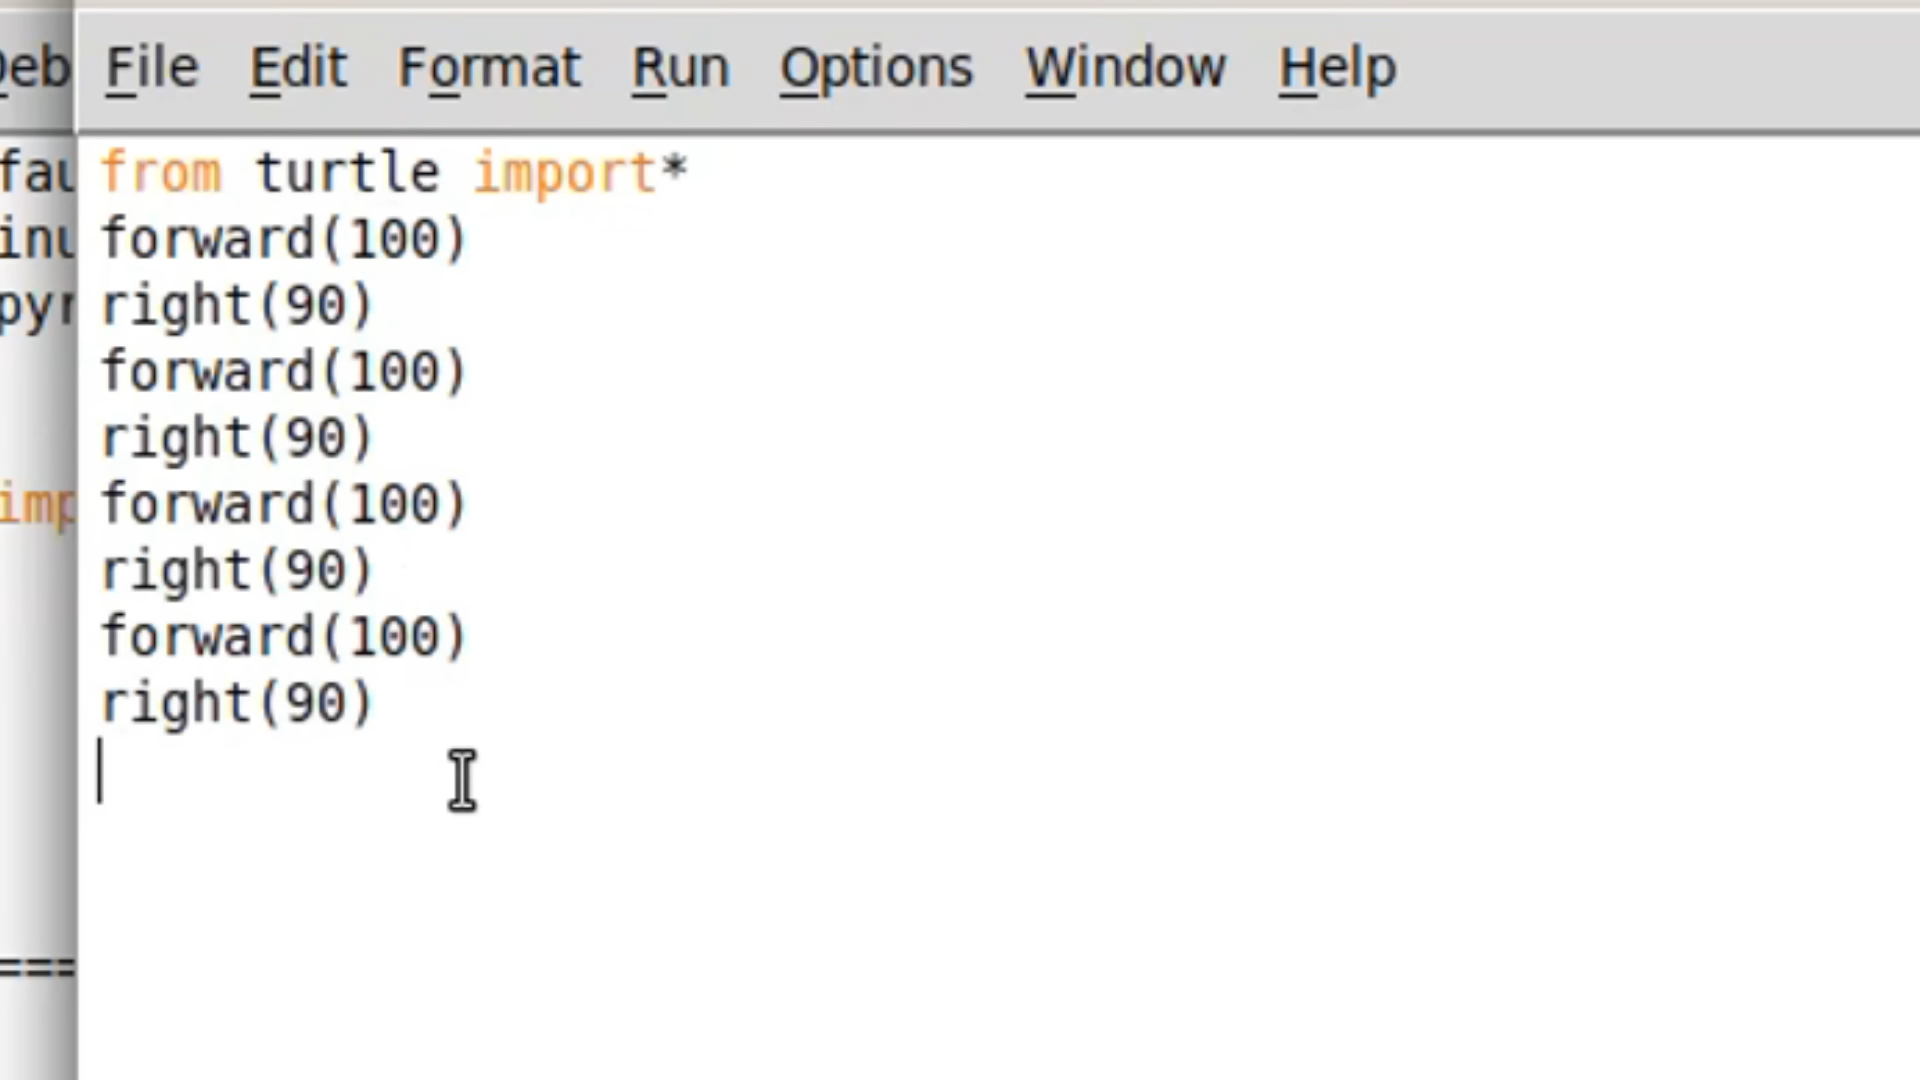 File Edit Format Run Options Window Help
from turtle import*
forward(100)
right(90)
forward(100)
right(90)
forward(100)
right(90)
forward(100)
right(90)
===